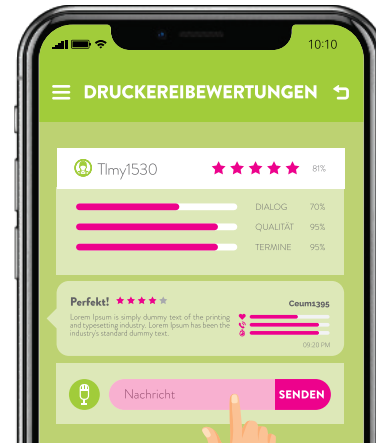 10:10
DRUCKEREIBEWERTUNGEN
Tlmy1530 81%
DIALOG 70%
QUALITÄT 95%
TERMINE 95%
Perfekt! Ceum1395
Lorem Ipsum is simply dummy text of the printing
and typesetting industry. Lorem Ipsum has been the
industry's standard dummy text.
09:20 PM
Nachricht SENDEN